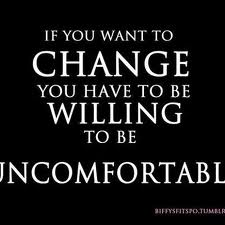 IF YOU WANT TO
CHANGE
YOU HAVE TO BE
WILLING
TO BE
UNCOMFORTABL
BIFFYSFITSPO.TUMBLR